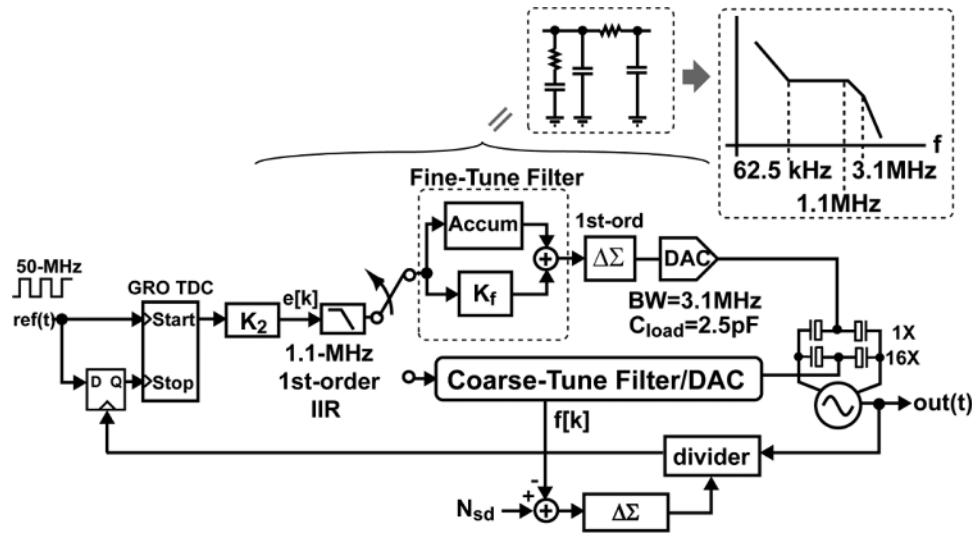 f
62.5 kHz
3.1MHz
1.1MHz
Fine-Tune Filter
Accum
1st-ord
ΔΣ
DAC
K_f
BW=3.1MHz
C_load=2.5pF
50-MHz
ref(t)
GRO TDC
Start
Stop
K_2
e[k]
1.1-MHz
1st-order
IIR
D Q
1X
16X
Coarse-Tune Filter/DAC
out(t)
f[k]
divider
-
+
N_sd
+
+
+
ΔΣ